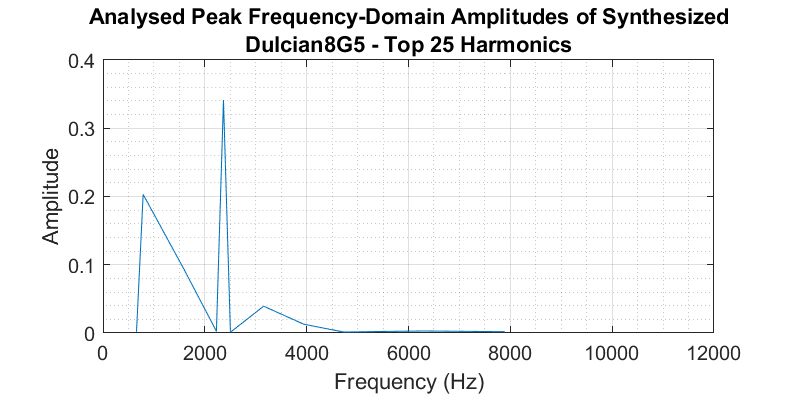 Analysed Peak Frequency-Domain Amplitudes of Synthesized
Dulcian8G5 - Top 25 Harmonics
0.4
0.3
0.2
0.1
0
Amplitude
0 2000 4000 6000 8000 10000 12000
Frequency (Hz)